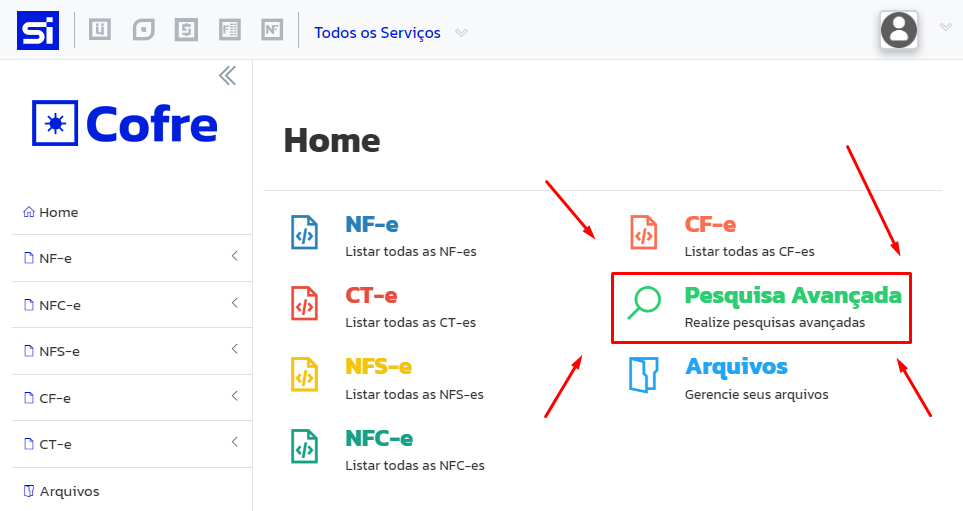 Si
NF
Todos os Serviços
Cofre
Home
NF-e
NFC-e
NFS-e
CF-e
CT-e
Arquivos
Home
NF-e
Listar todas as NF-es
CF-e
Listar todas as CF-es
CT-e
Listar todas as CT-es
Pesquisa Avançada
Realize pesquisas avançadas
NFS-e
Listar todas as NFS-es
Arquivos
Gerencie seus arquivos
NFC-e
Listar todas as NFC-es